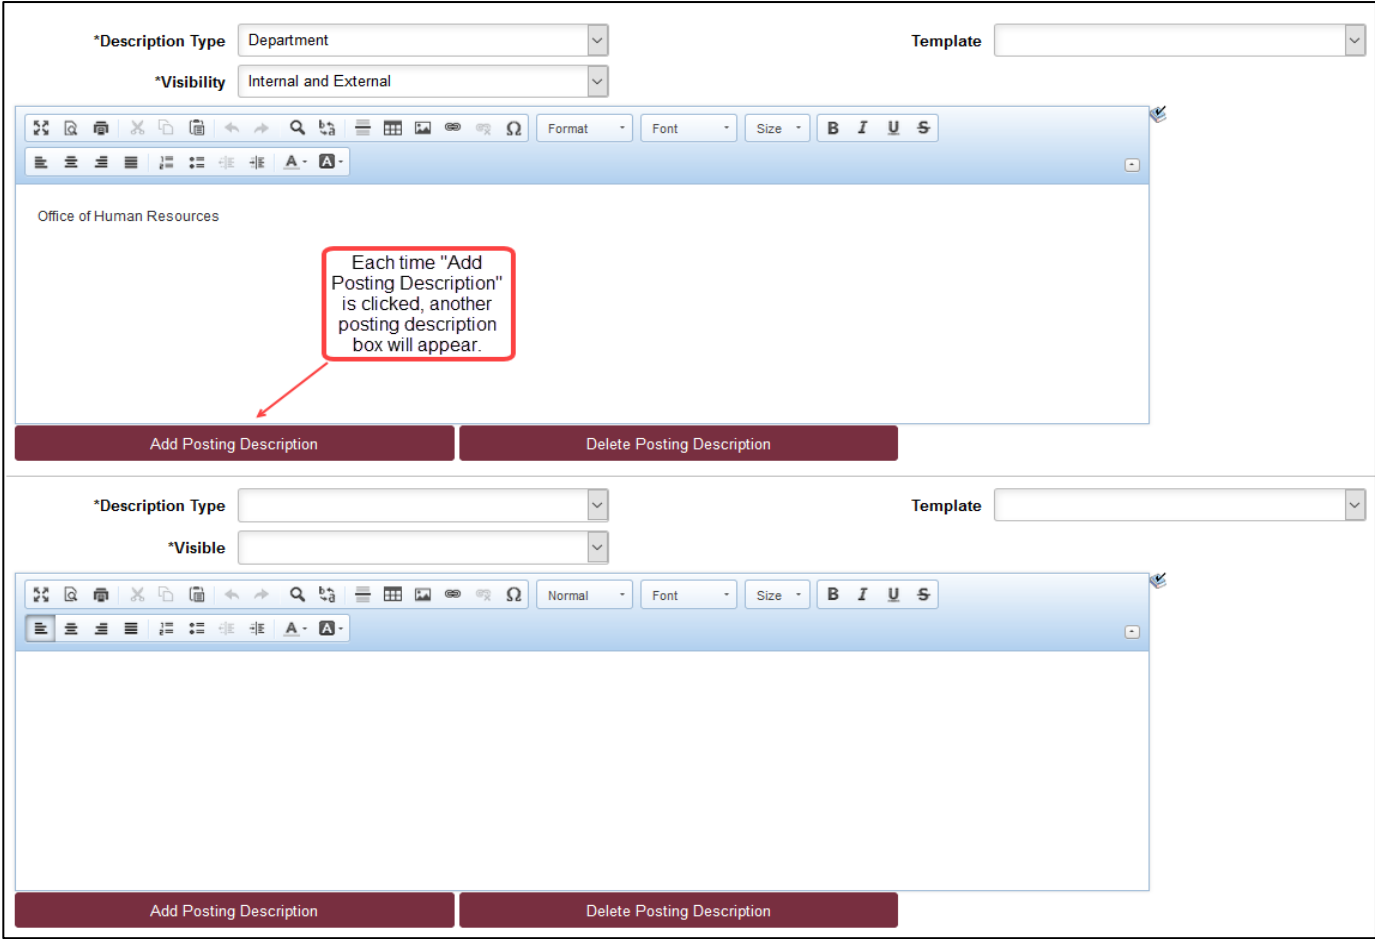 *Description Type Department Template
*Visibility Internal and External
Format Font Size B I U S
A A
Office of Human Resources
Each time "Add
Posting Description"
is clicked, another
posting description
box will appear.
Add Posting Description Delete Posting Description
*Description Type Template
*Visible
Normal Font Size B I U S
A A
Add Posting Description Delete Posting Description